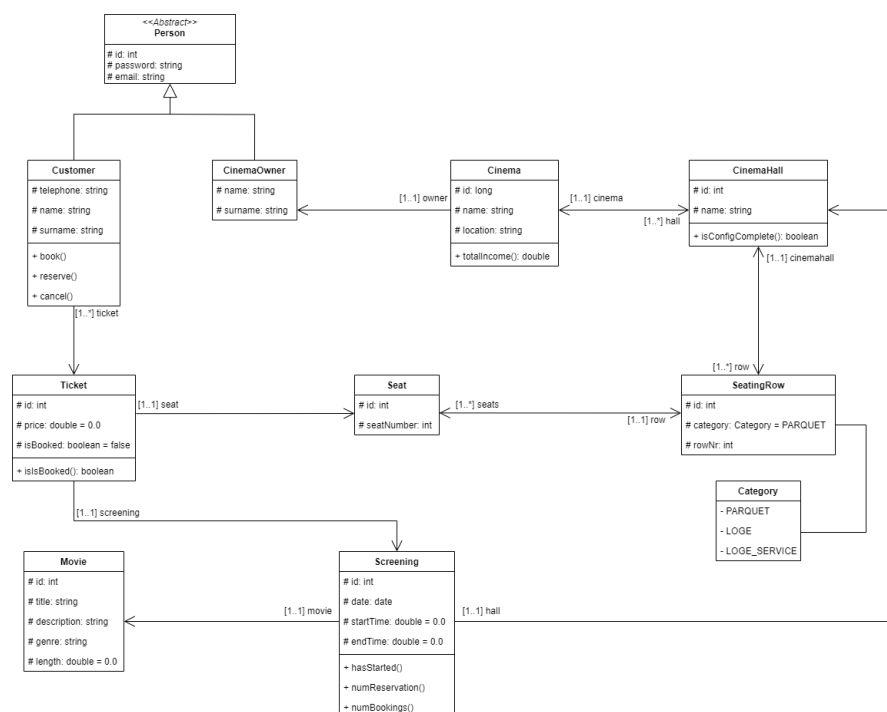 <<Abstract>>
Person
# id: int
# password: string
# email: string
Customer
# telephone: string
# name: string
# surname: string
+ book()
+ reserve()
+ cancel()
CinemaOwner
# name: string
# surname: string
[1..1] owner
Cinema
# id: long
# name: string
# location: string
+ totalIncome(): double
[1..1] cinema
[1..*] hall
CinemaHall
# id: int
# name: string
+ isConfigComplete(): boolean
[1..1] cinemahall
[1..*] ticket
[1..*] row
Ticket
# id: int
# price: double = 0.0
# isBooked: boolean = false
+ isIsBooked(): boolean
[1..1] seat
Seat
# id: int
# seatNumber: int
[1..*] seats
[1..1] row
SeatingRow
# id: int
# category: Category = PARQUET
# rowNr: int
Category
- PARQUET
- LOGE
- LOGE_SERVICE
[1..1] screening
Movie
# id: int
# title: string
# description: string
# genre: string
# length: double = 0.0
[1..1] movie
Screening
# id: int
# date: date
# startTime: double = 0.0
# endTime: double = 0.0
+ hasStarted()
+ numReservation()
+ numBookings()
[1..1] hall